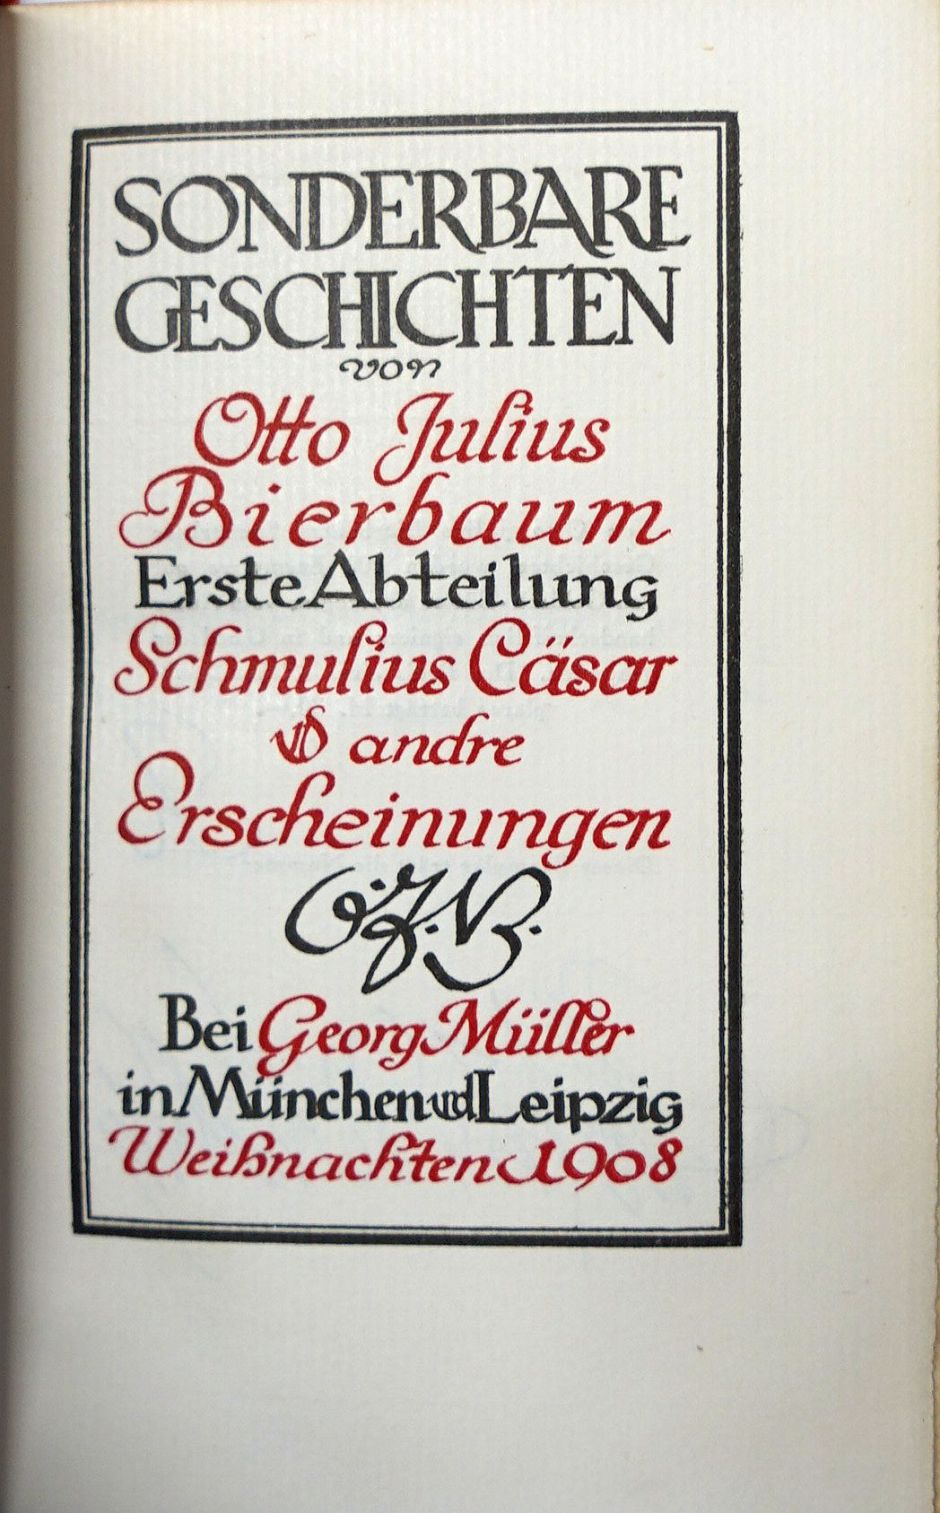 SONDERBARE
GESCHICHTEN
von
Otto Julius
Bierbaum
Erste Abteilung
Schmulius Cäsar
& andre
Erscheinungen
O.J.B.
Bei Georg Müller
in München und Leipzig
Weihnachten 1908